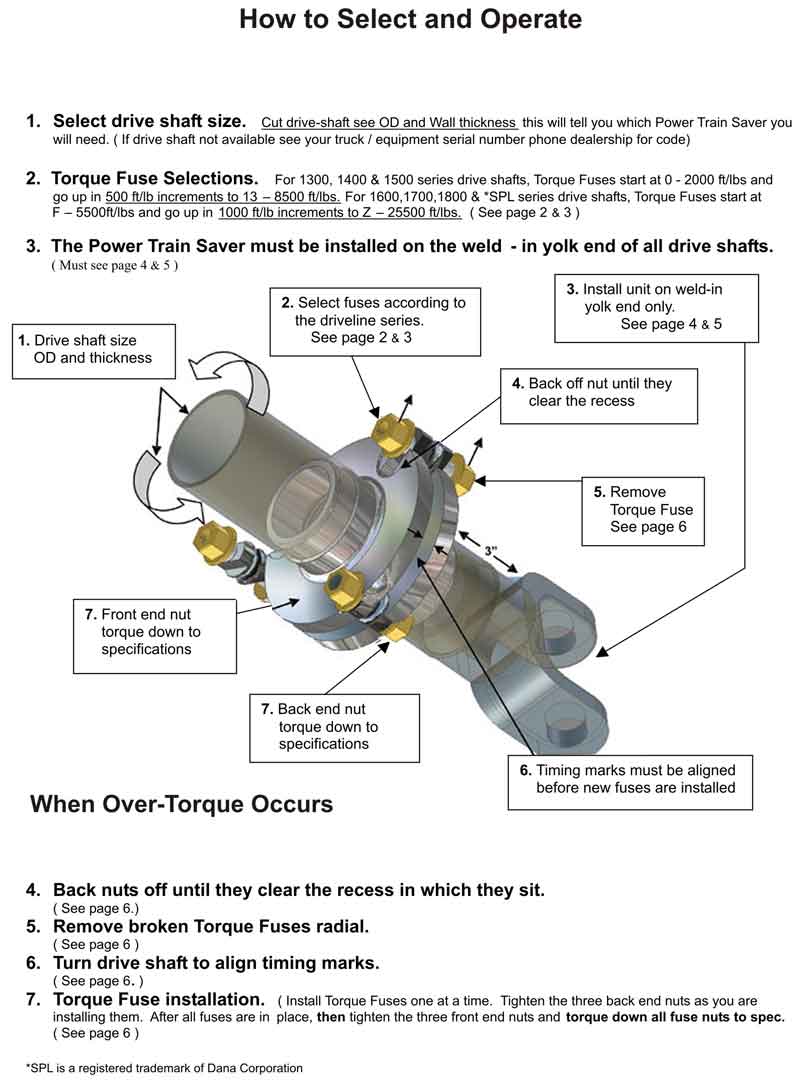 How to Select and Operate
1. Select drive shaft size. Cut drive-shaft see OD and Wall thickness this will tell you which Power Train Saver you
will need. ( If drive shaft not available see your truck / equipment serial number phone dealership for code)
2. Torque Fuse Selections. For 1300, 1400 & 1500 series drive shafts, Torque Fuses start at 0 - 2000 ft/lbs and
go up in 500 ft/lb increments to 13 – 8500 ft/lbs. For 1600,1700,1800 & *SPL series drive shafts, Torque Fuses start at
F – 5500ft/lbs and go up in 1000 ft/lb increments to Z – 25500 ft/lbs. ( See page 2 & 3 )
3. The Power Train Saver must be installed on the weld - in yolk end of all drive shafts.
( Must see page 4 & 5 )
1. Drive shaft size
OD and thickness
2. Select fuses according to
the driveline series.
See page 2 & 3
3. Install unit on weld-in
yolk end only.
See page 4 & 5
4. Back off nut until they
clear the recess
5. Remove
Torque Fuse
See page 6
3"
7. Front end nut
torque down to
specifications
7. Back end nut
torque down to
specifications
6. Timing marks must be aligned
before new fuses are installed
When Over-Torque Occurs
4. Back nuts off until they clear the recess in which they sit.
( See page 6.)
5. Remove broken Torque Fuses radial.
( See page 6 )
6. Turn drive shaft to align timing marks.
( See page 6. )
7. Torque Fuse installation. ( Install Torque Fuses one at a time. Tighten the three back end nuts as you are
installing them. After all fuses are in place, then tighten the three front end nuts and torque down all fuse nuts to spec.
( See page 6 )
*SPL is a registered trademark of Dana Corporation